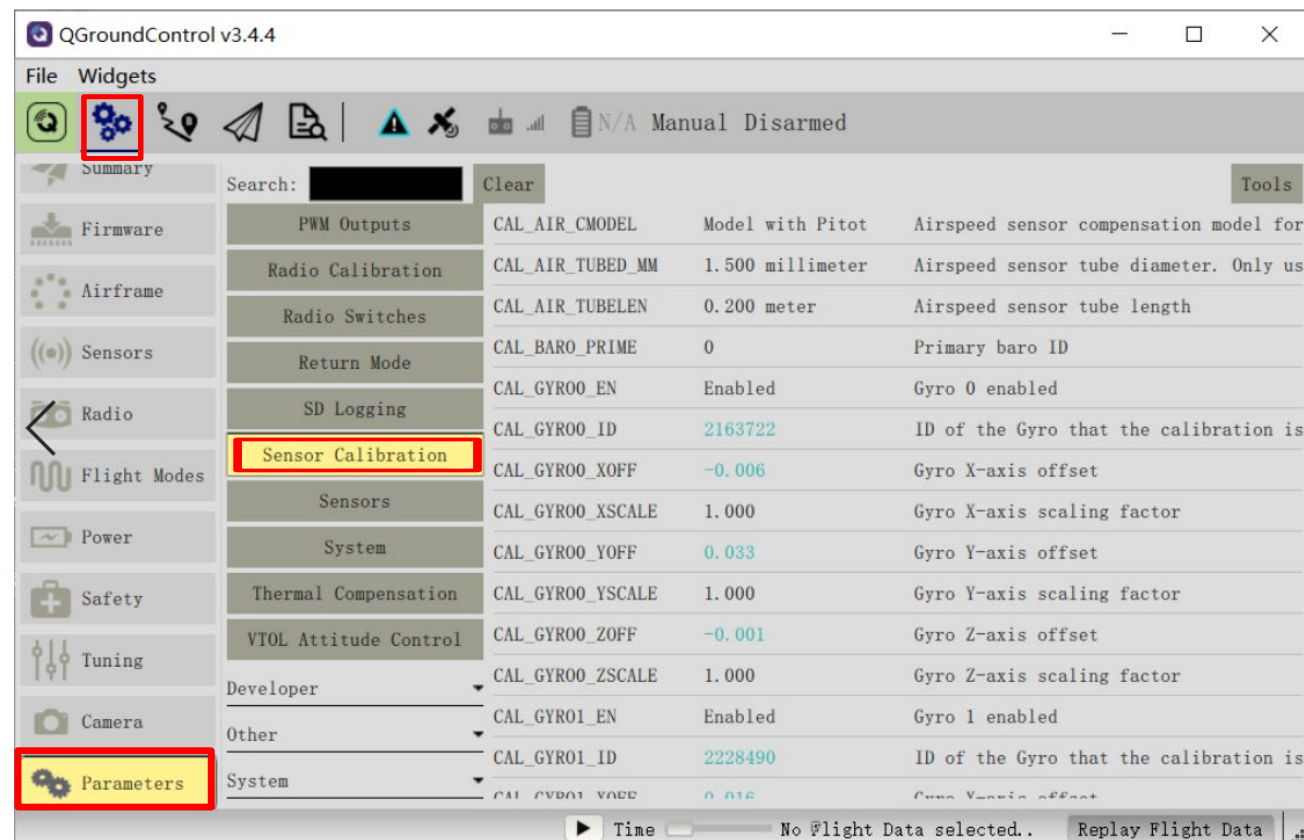 QGroundControl v3.4.4
File Widgets
N/A Manual Disarmed
Summary
Firmware
Airframe
Sensors
Radio
Flight Modes
Power
Safety
Tuning
Camera
Parameters
Search: Clear Tools
PWM Outputs
Radio Calibration
Radio Switches
Return Mode
SD Logging
Sensor Calibration
Sensors
System
Thermal Compensation
VTOL Attitude Control
Developer
Other
System
CAL_AIR_CMODEL Model with Pitot Airspeed sensor compensation model for
CAL_AIR_TUBED_MM 1.500 millimeter Airspeed sensor tube diameter. Only us
CAL_AIR_TUBELEN 0.200 meter Airspeed sensor tube length
CAL_BARO_PRIME 0 Primary baro ID
CAL_GYRO0_EN Enabled Gyro 0 enabled
CAL_GYRO0_ID 2163722 ID of the Gyro that the calibration is
CAL_GYRO0_XOFF -0.006 Gyro X-axis offset
CAL_GYRO0_XSCALE 1.000 Gyro X-axis scaling factor
CAL_GYRO0_YOFF 0.033 Gyro Y-axis offset
CAL_GYRO0_YSCALE 1.000 Gyro Y-axis scaling factor
CAL_GYRO0_ZOFF -0.001 Gyro Z-axis offset
CAL_GYRO0_ZSCALE 1.000 Gyro Z-axis scaling factor
CAL_GYRO1_EN Enabled Gyro 1 enabled
CAL_GYRO1_ID 2228490 ID of the Gyro that the calibration is
CAL_GYRO1_XOFF 0.016 Gyro X-axis offset
Time No Flight Data selected.. Replay Flight Data